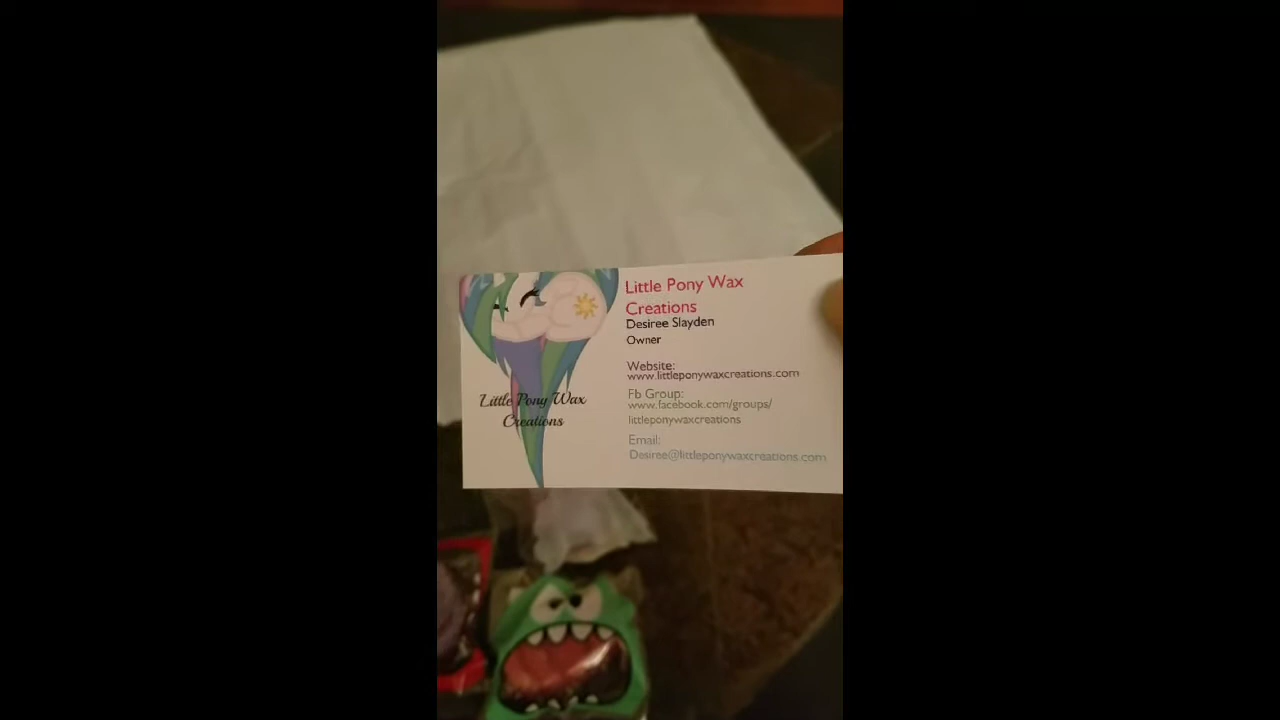 Little Pony Wax
Creations
Little Pony Wax
Creations
Desiree Slayden
Owner
Website:
www.littleponywaxcreations.com
Fb Group:
www.facebook.com/groups/
littleponywaxcreations
Email:
Desiree@littleponywaxcreations.com